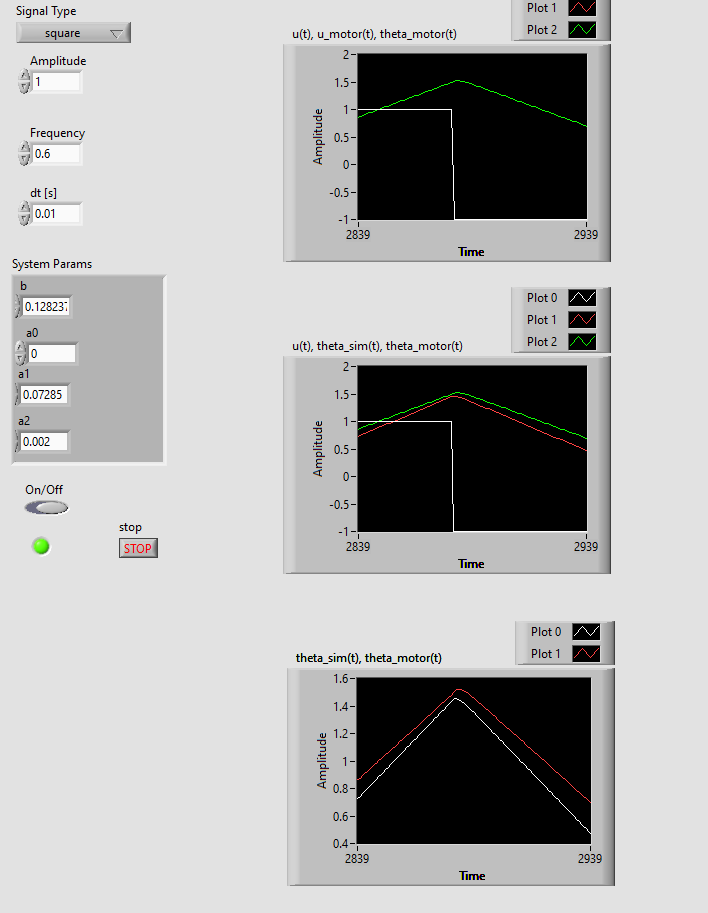 Signal Type
square
Amplitude
1
Frequency
0.6
dt [s]
0.01
System Params
b
0.128237
a0
0
a1
0.07285
a2
0.002
On/Off
stop
STOP
Plot 1
Plot 2
u(t), u_motor(t), theta_motor(t)
2
1.5
1
0.5
0
-0.5
-1
Amplitude
2839
2939
Time
Plot 0
Plot 1
Plot 2
u(t), theta_sim(t), theta_motor(t)
2
1.5
1
0.5
0
-0.5
-1
Amplitude
2839
2939
Time
Plot 0
Plot 1
theta_sim(t), theta_motor(t)
1.6
1.4
1.2
1
0.8
0.6
0.4
Amplitude
2839
2939
Time